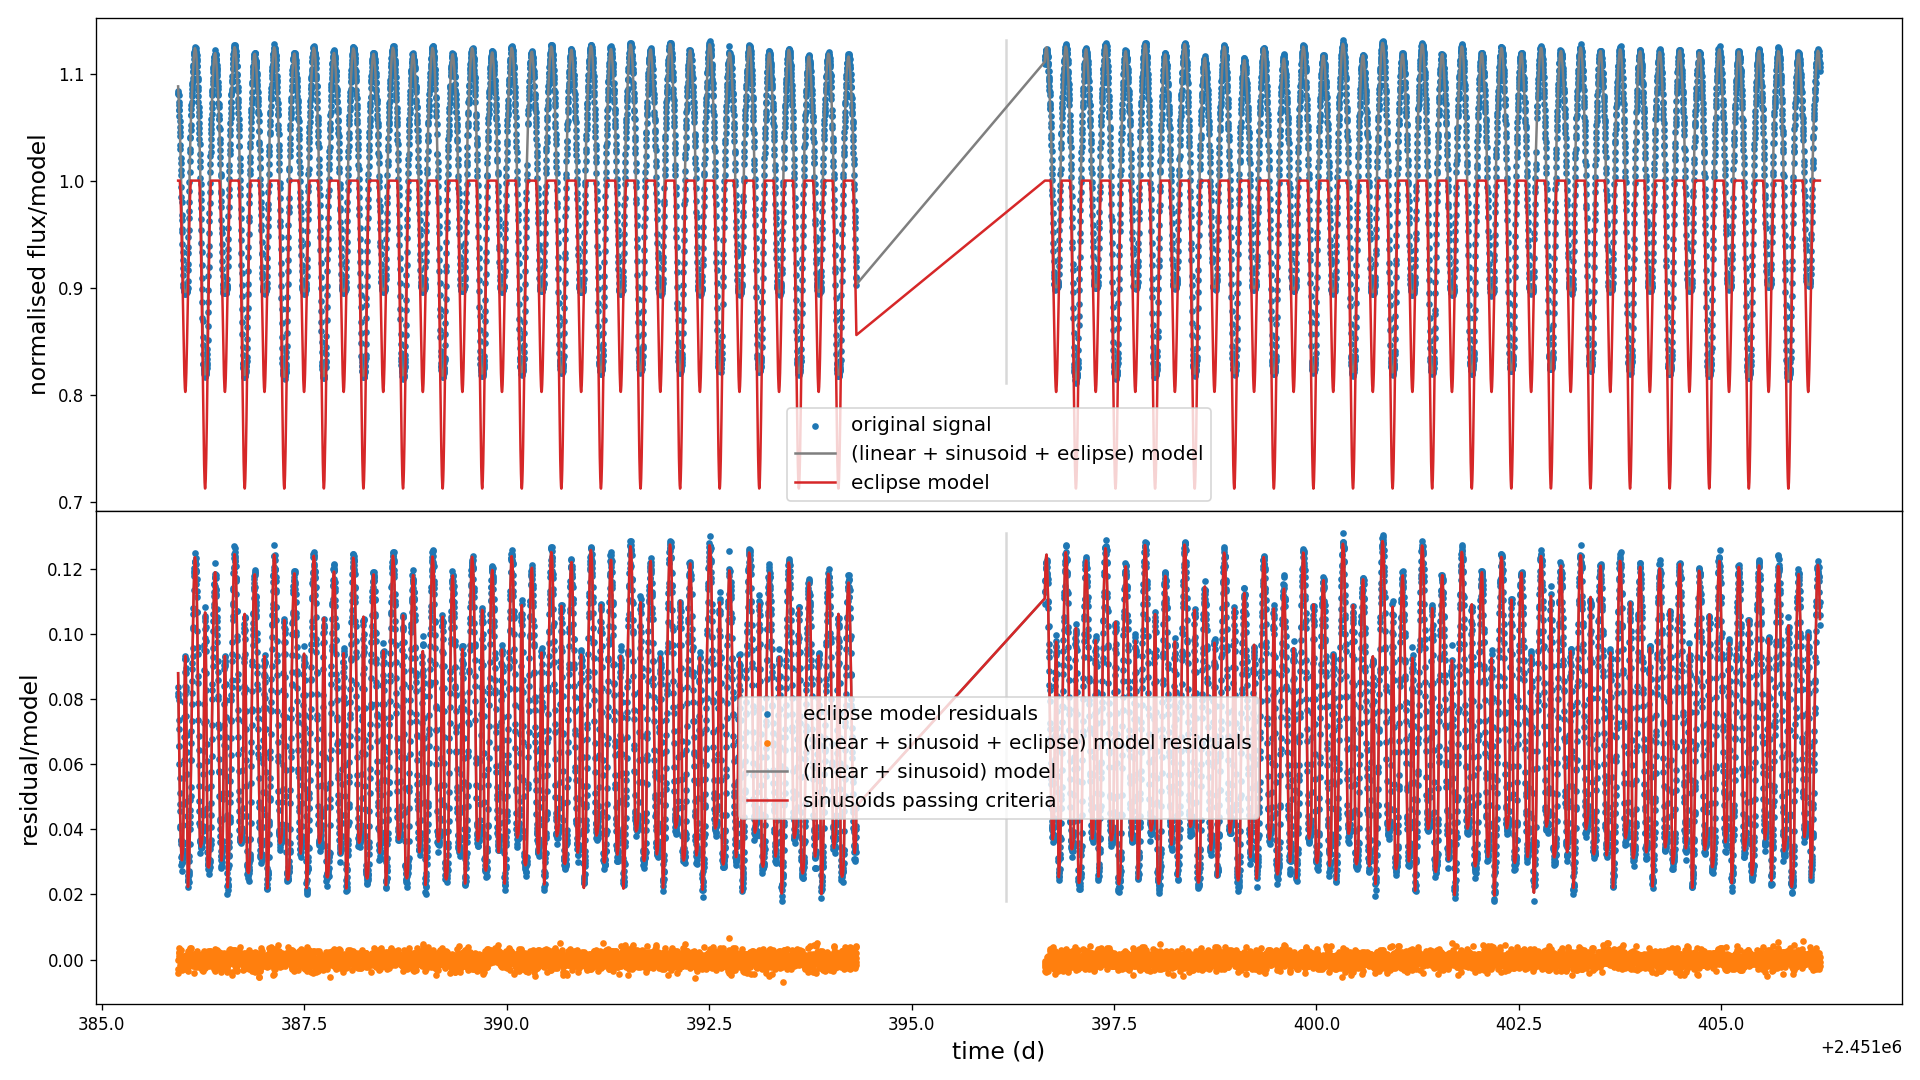 normalised flux/model
1.1
1.0
0.9
0.8
0.7
original signal
(linear + sinusoid + eclipse) model
eclipse model
residual/model
0.12
0.10
0.08
0.06
0.04
0.02
0.00
eclipse model residuals
(linear + sinusoid + eclipse) model residuals
(linear + sinusoid) model
sinusoids passing criteria
385.0 387.5 390.0 392.5 395.0 397.5 400.0 402.5 405.0
time (d)
+2.451e6